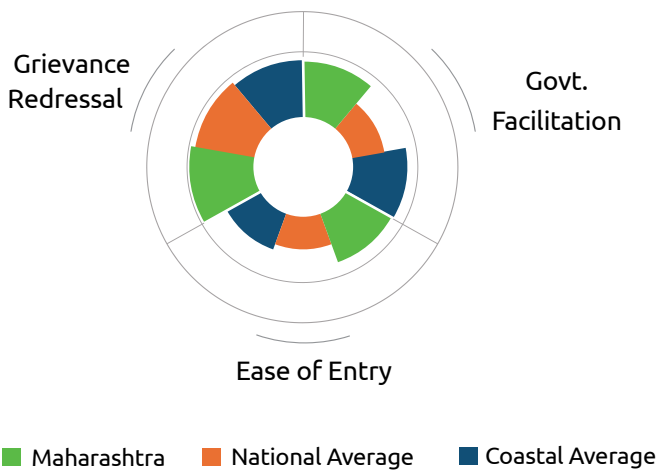 Grievance
Redressal
Govt.
Facilitation
Ease of Entry
Maharashtra
National Average
Coastal Average